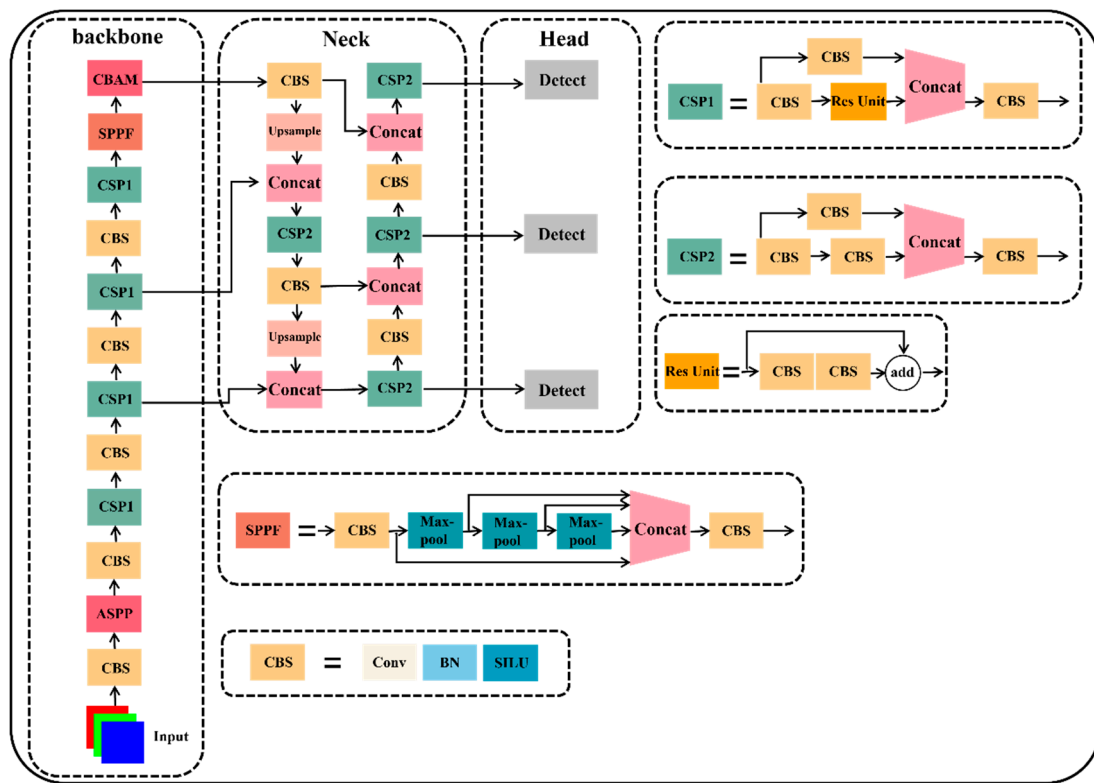 backbone
CBAM
SPPF
CSP1
CBS
CSP1
CBS
CSP1
CBS
CSP1
CBS
ASPP
CBS
Input
Neck
CBS
Upsample
Concat
CSP2
CBS
Upsample
Concat
CSP2
Concat
CBS
CSP2
Concat
CBS
CSP2
Head
Detect
Detect
Detect
CSP1 =
CBS
CBS
Res Unit
Concat
CBS
CSP2 =
CBS
CBS
CBS
Concat
CBS
Res Unit =
CBS
CBS
add
SPPF =
CBS
Max-
pool
Max-
pool
Max-
pool
Concat
CBS
CBS = Conv BN SILU